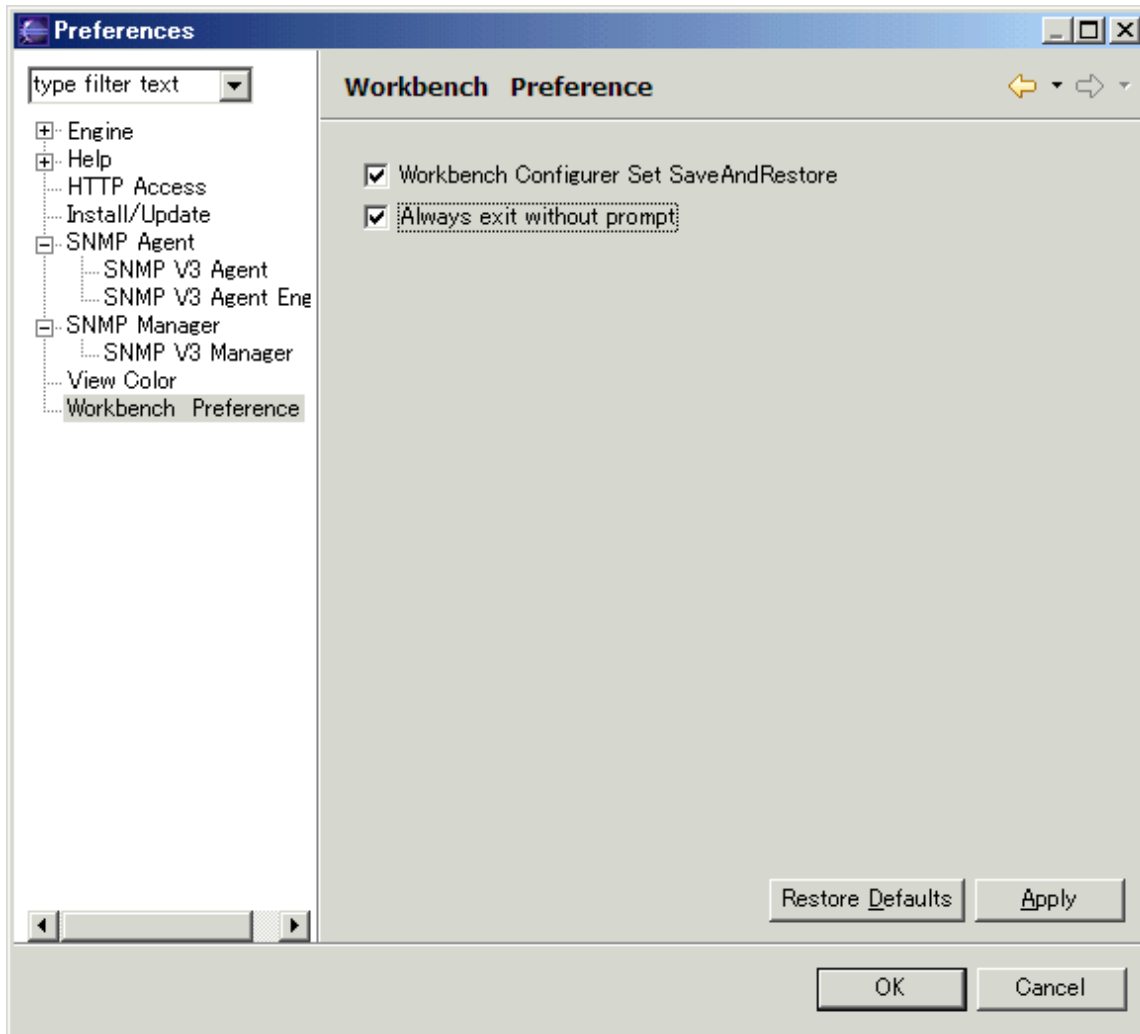 Preferences
type filter text
Workbench  Preference
Engine
Help
HTTP Access
Install/Update
SNMP Agent
SNMP V3 Agent
SNMP V3 Agent Eng
SNMP Manager
SNMP V3 Manager
View Color
Workbench  Preference
Workbench Configurer Set SaveAndRestore
Always exit without prompt
Restore Defaults
Apply
OK
Cancel